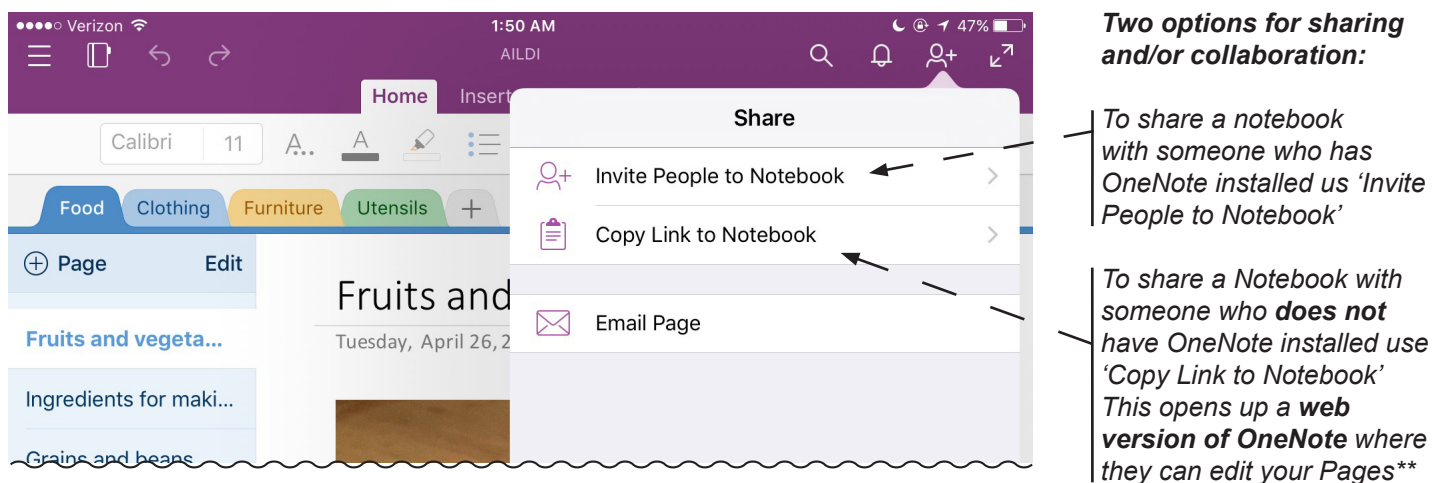 Verizon
1:50 AM
47%
AILDI
Home Insert
Calibri 11 A.. A
Food Clothing Furniture Utensils +
Page Edit
Fruits and vegeta...
Ingredients for maki...
Grains and beans
Fruits and
Tuesday, April 26, 2
Share
Invite People to Notebook
Copy Link to Notebook
Email Page
Two options for sharing
and/or collaboration:
To share a notebook
with someone who has
OneNote installed us ‘Invite
People to Notebook’
To share a Notebook with
someone who does not
have OneNote installed use
‘Copy Link to Notebook’
This opens up a web
version of OneNote where
they can edit your Pages**